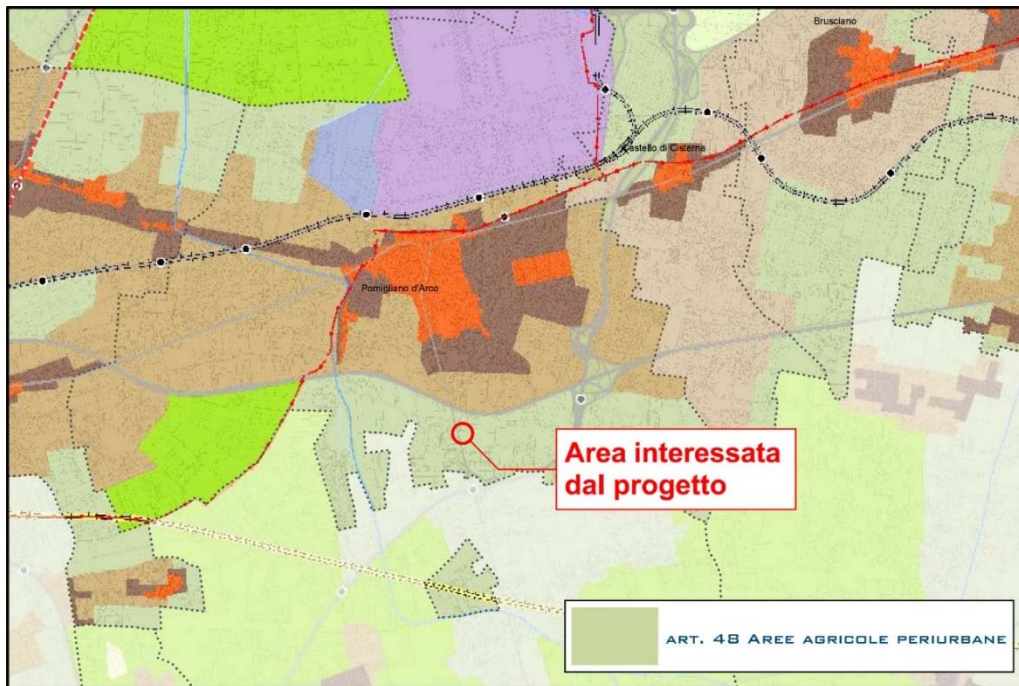 Brusciano
Castello di Cisterna
Pomigliano d'Arco
Area interessata
dal progetto
ART. 48 AREE AGRICOLE PERIURBANE